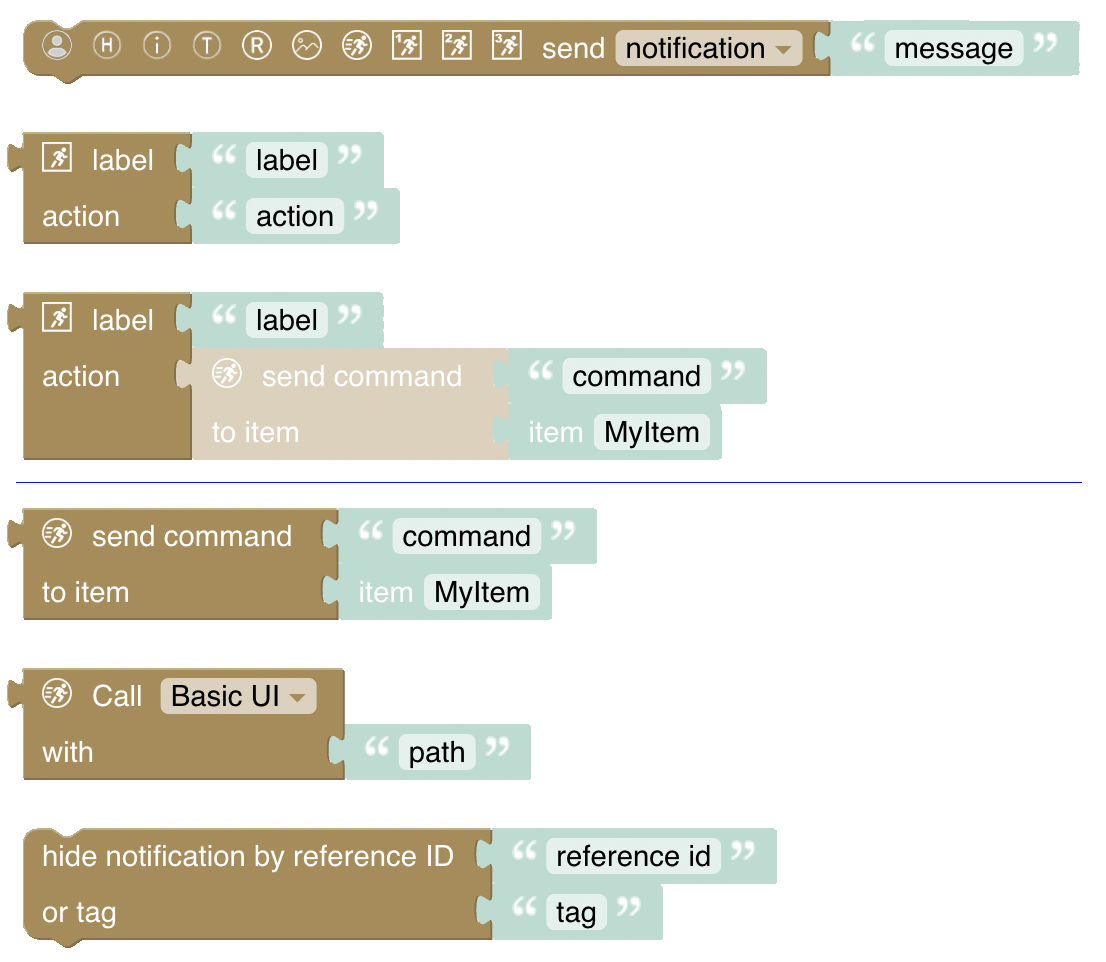 H i T R 1 2 3 send notification “ message ”
label “ label ”
action “ action ”
label “ label ”
action send command “ command ”
to item item MyItem
send command “ command ”
to item item MyItem
Call Basic UI
with “ path ”
hide notification by reference ID “ reference id ”
or tag “ tag ”